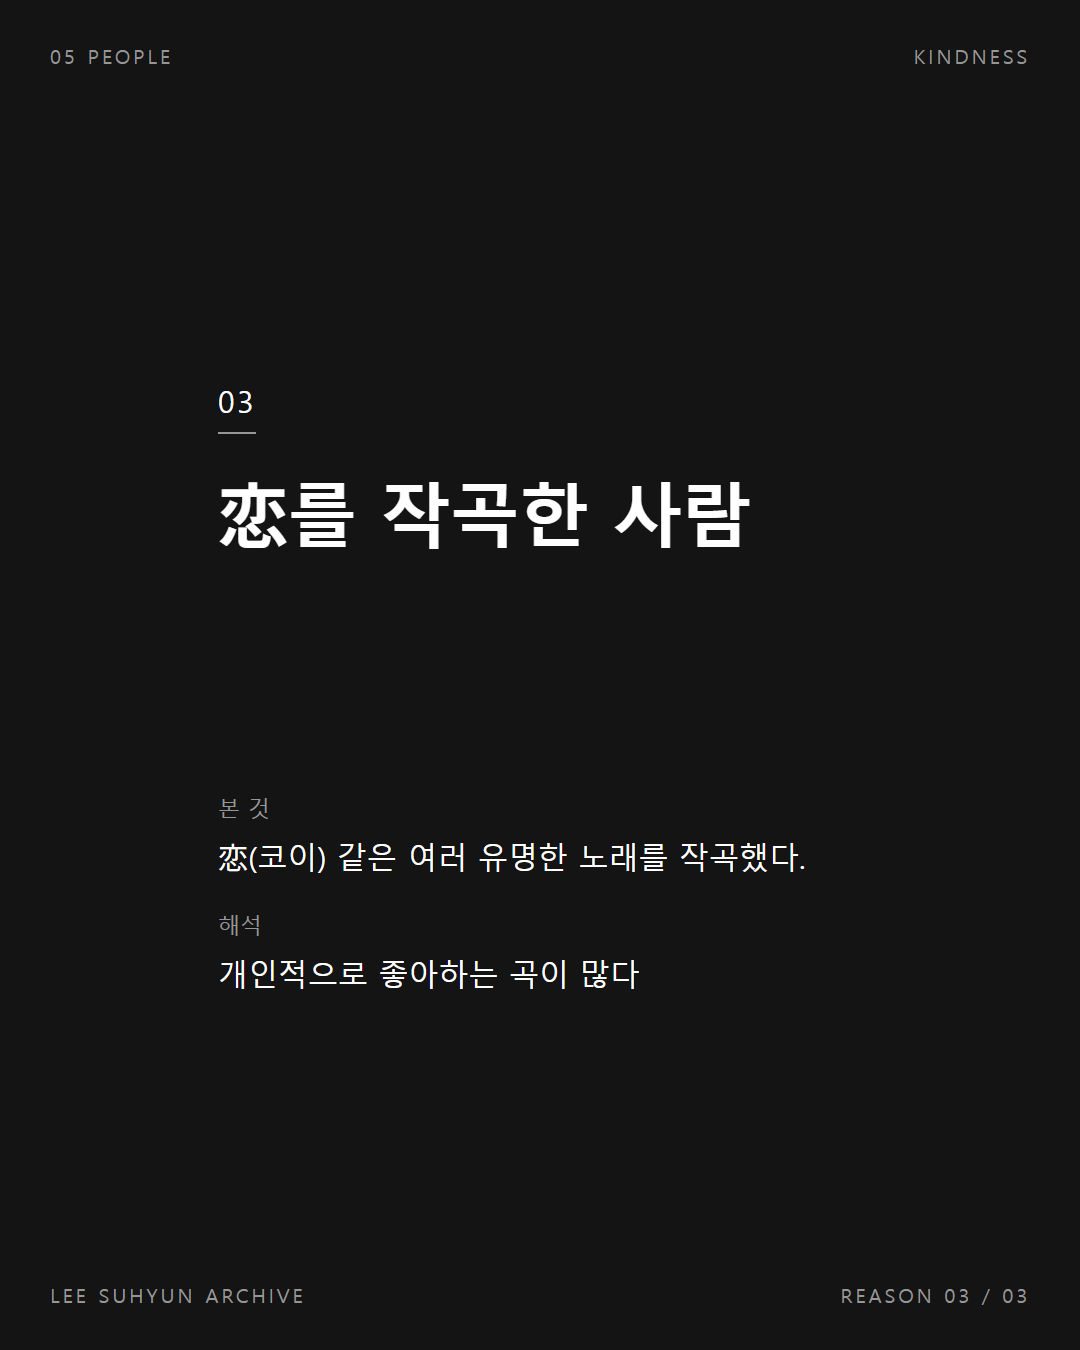 05 PEOPLE
KINDNESS
03
恋를 작곡한 사람
본 것
恋(코이) 같은 여러 유명한 노래를 작곡했다.
해석
개인적으로 좋아하는 곡이 많다
LEE SUHYUN ARCHIVE
REASON 03 / 03